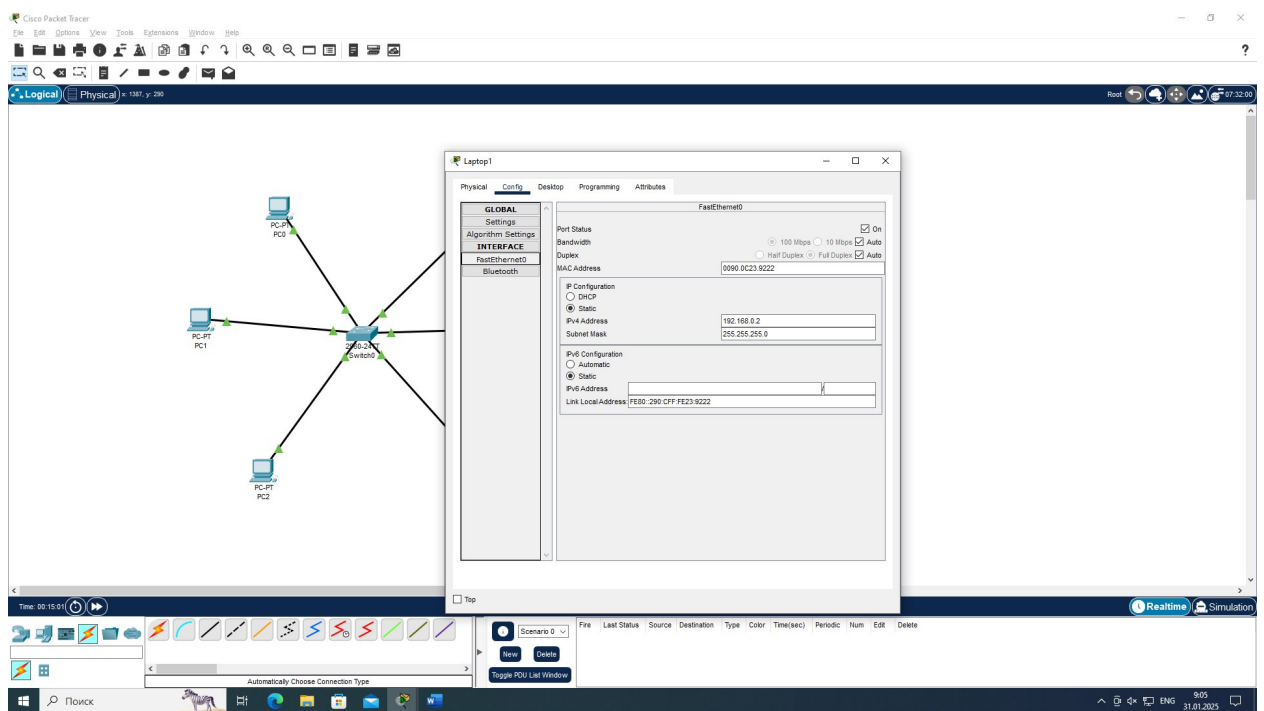 Cisco Packet Tracer
File Edit Options View Tools Extensions Window Help
?
Logical Physical x: 1387, y: 290
Root 07:32:00
PC-PT
PC0
PC-PT
PC1
2960-24TT
Switch0
PC-PT
PC2
Laptop1
Physical Config Desktop Programming Attributes
GLOBAL
Settings
Algorithm Settings
INTERFACE
FastEthernet0
Bluetooth
FastEthernet0
Port Status On
Bandwidth 100 Mbps 10 Mbps Auto
Duplex Half Duplex Full Duplex Auto
MAC Address 0090.0C23.9222
IP Configuration
DHCP
Static
IPv4 Address 192.168.0.2
Subnet Mask 255.255.255.0
IPv6 Configuration
Automatic
Static
IPv6 Address /
Link Local Address: FE80::290:CFF:FE23:9222
Top
Time: 00:15:01
Realtime Simulation
Scenario 0
New Delete
Toggle PDU List Window
Fire Last Status Source Destination Type Color Time(sec) Periodic Num Edit Delete
Automatically Choose Connection Type
Поиск
ENG
9:05
31.01.2025